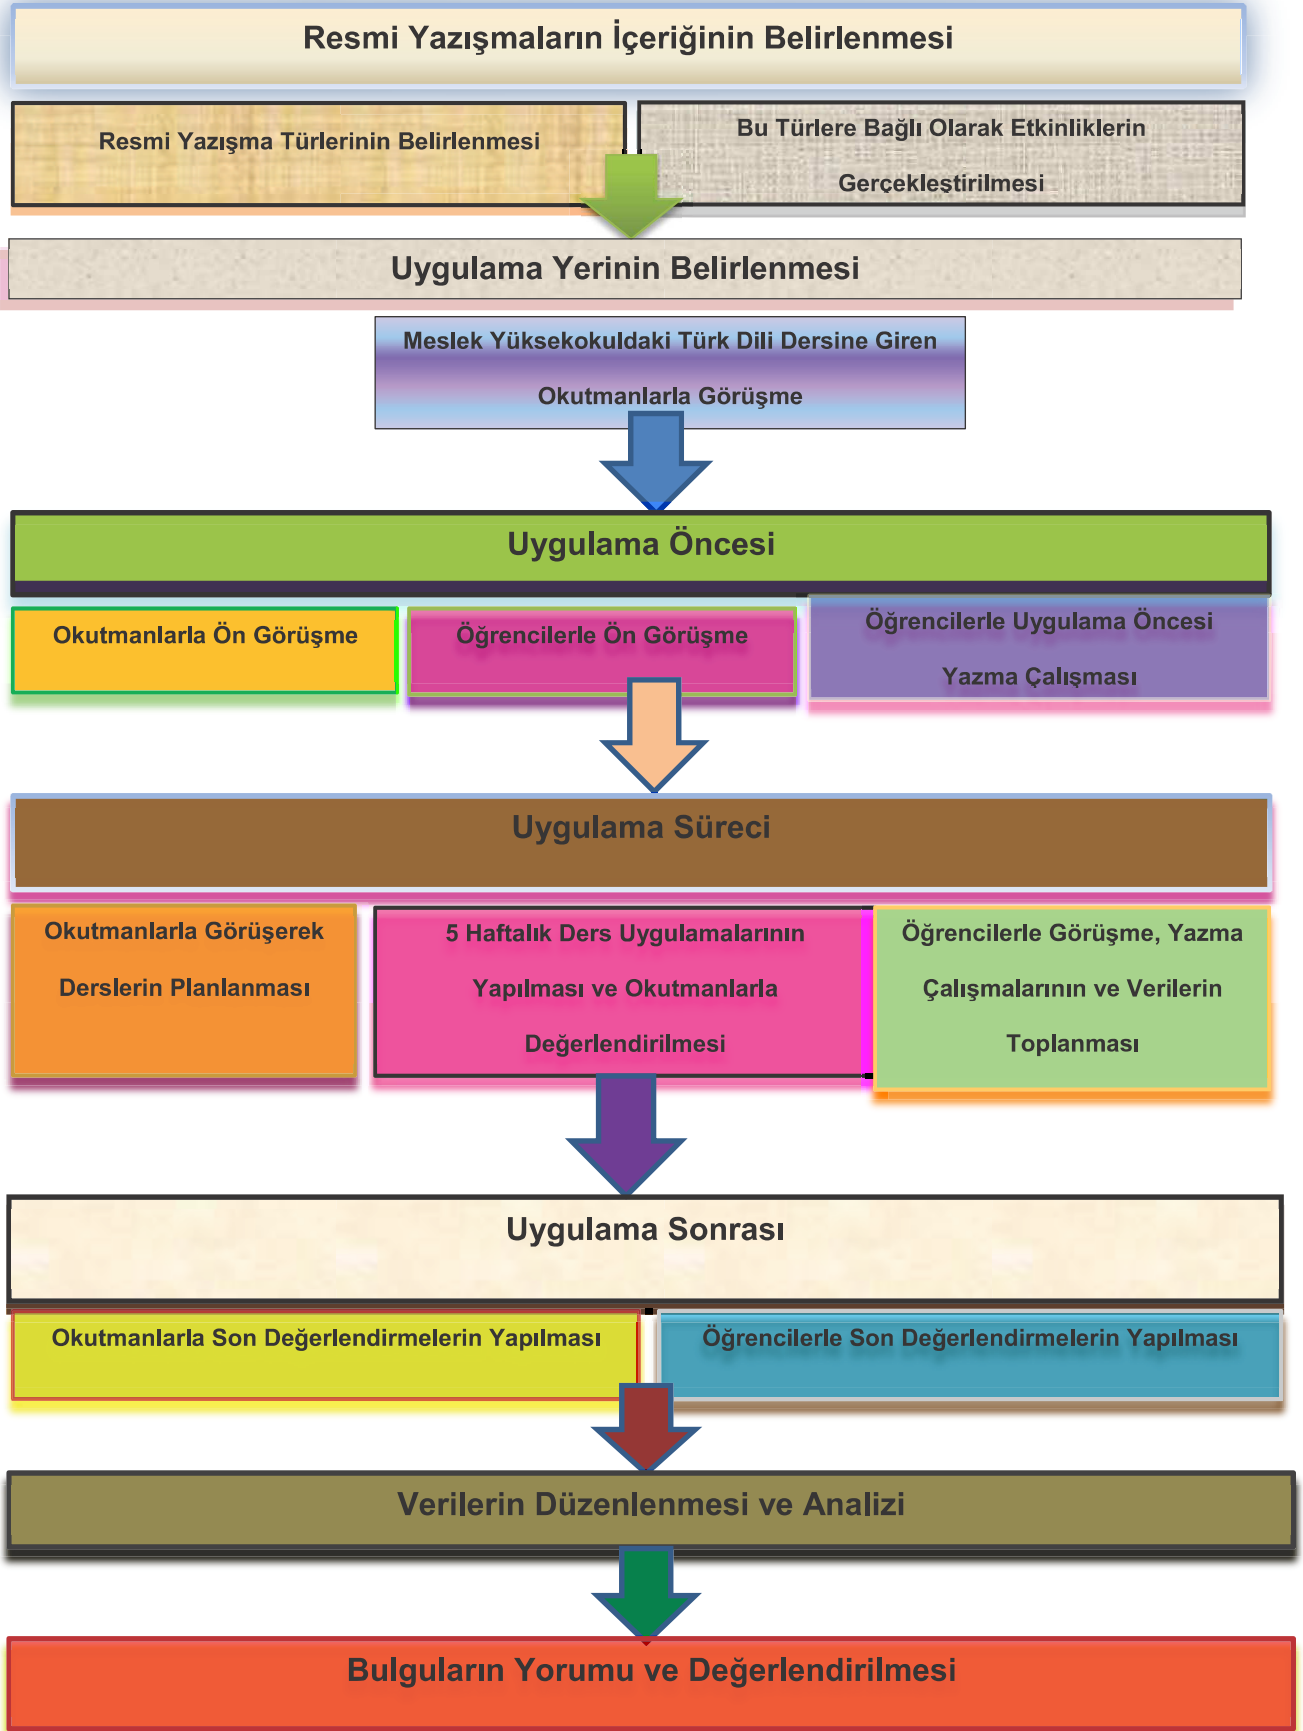 Resmi Yazışmaların İçeriğinin Belirlenmesi
Resmi Yazışma Türlerinin Belirlenmesi
Bu Türlere Bağlı Olarak Etkinliklerin
Gerçekleştirilmesi
Uygulama Yerinin Belirlenmesi
Meslek Yüksekokuldaki Türk Dili Dersine Giren
Okutmanlarla Görüşme
Uygulama Öncesi
Okutmanlarla Ön Görüşme
Öğrencilerle Ön Görüşme
Öğrencilerle Uygulama Öncesi
Yazma Çalışması
Uygulama Süreci
Okutmanlarla Görüşerek
Derslerin Planlanması
5 Haftalık Ders Uygulamalarının
Yapılması ve Okutmanlarla
Değerlendirilmesi
Öğrencilerle Görüşme, Yazma
Çalışmalarının ve Verilerin
Toplanması
Uygulama Sonrası
Okutmanlarla Son Değerlendirmelerin Yapılması
Öğrencilerle Son Değerlendirmelerin Yapılması
Verilerin Düzenlenmesi ve Analizi
Bulguların Yorumu ve Değerlendirilmesi